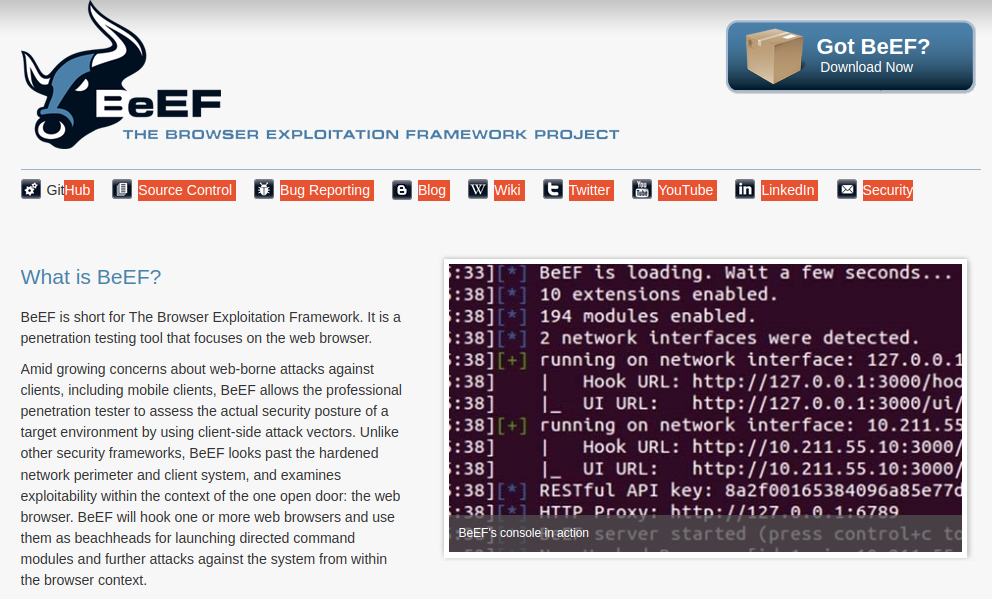 BeEF
THE BROWSER EXPLOITATION FRAMEWORK PROJECT
Got BeEF?
Download Now
GitHub Source Control Bug Reporting Blog Wiki Twitter YouTube LinkedIn Security
What is BeEF?
BeEF is short for The Browser Exploitation Framework. It is a
penetration testing tool that focuses on the web browser.
Amid growing concerns about web-borne attacks against
clients, including mobile clients, BeEF allows the professional
penetration tester to assess the actual security posture of a
target environment by using client-side attack vectors. Unlike
other security frameworks, BeEF looks past the hardened
network perimeter and client system, and examines
exploitability within the context of the one open door: the web
browser. BeEF will hook one or more web browsers and use
them as beachheads for launching directed command
modules and further attacks against the system from within
the browser context.
:33][*] BeEF is loading. Wait a few seconds...
:38][*] 10 extensions enabled.
:38][*] 194 modules enabled.
:38][*] 2 network interfaces were detected.
:38][+] running on network interface: 127.0.0.1
:38] | Hook URL: http://127.0.0.1:3000/hoo
:38] |_ UI URL: http://127.0.0.1:3000/ui/
:38][+] running on network interface: 10.211.55
:38] | Hook URL: http://10.211.55.10:3000/
:38] |_ UI URL: http://10.211.55.10:3000/
:38][*] RESTful API key: 8a2f00165384096a85e77d
:38][*] HTTP Proxy: http://127.0.0.1:6789
server started (press control+c to
BeEF's console in action